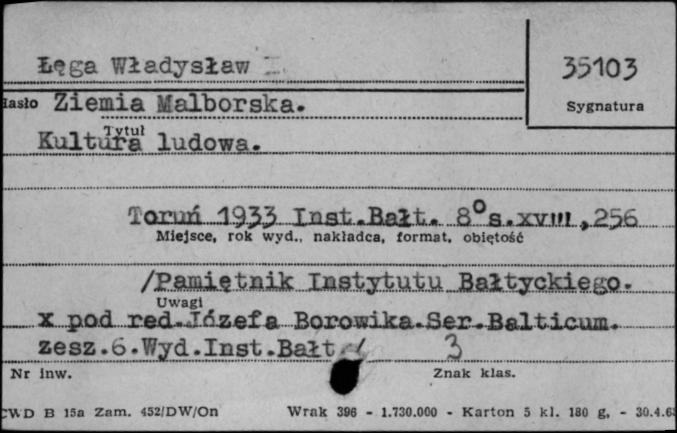 Łęga Władysław
35103
Hasło Ziemia Malborska.
Sygnatura
Tytuł
Kultura ludowa.
Toruń 1933 Inst.Bałt. 8° s.xvııı,256
Miejsce, rok wyd., nakładca, format, objętość
/Pamiętnik Instytutu Bałtyckiego.
Uwagi
x pod red.Józefa Borowika.Ser.Balticum.
zesz.6.Wyd.Inst.Bałt/ 3
Nr inw. Znak klas.
CWD B 15a Zam. 452/DW/On Wrak 396 - 1.730.000 - Karton 5 kl. 180 g, - 30.4.63